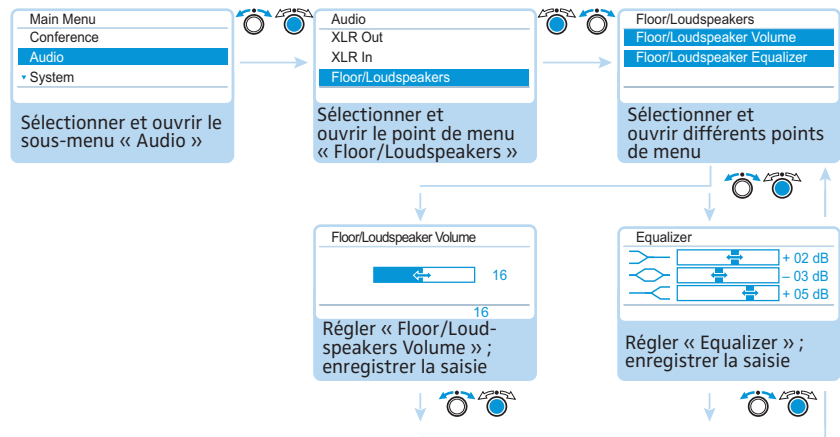 Main Menu
Conference
Audio
System
Sélectionner et ouvrir le
sous-menu « Audio »
Audio
XLR Out
XLR In
Floor/Loudspeakers
Sélectionner et
ouvrir le point de menu
« Floor/Loudspeakers »
Floor/Loudspeakers
Floor/Loudspeaker Volume
Floor/Loudspeaker Equalizer
Sélectionner et
ouvrir différents points
de menu
Floor/Loudspeaker Volume
16
16
Régler « Floor/Loud-
speakers Volume » ;
enregistrer la saisie
Equalizer
+ 02 dB
– 03 dB
+ 05 dB
Régler « Equalizer » ;
enregistrer la saisie